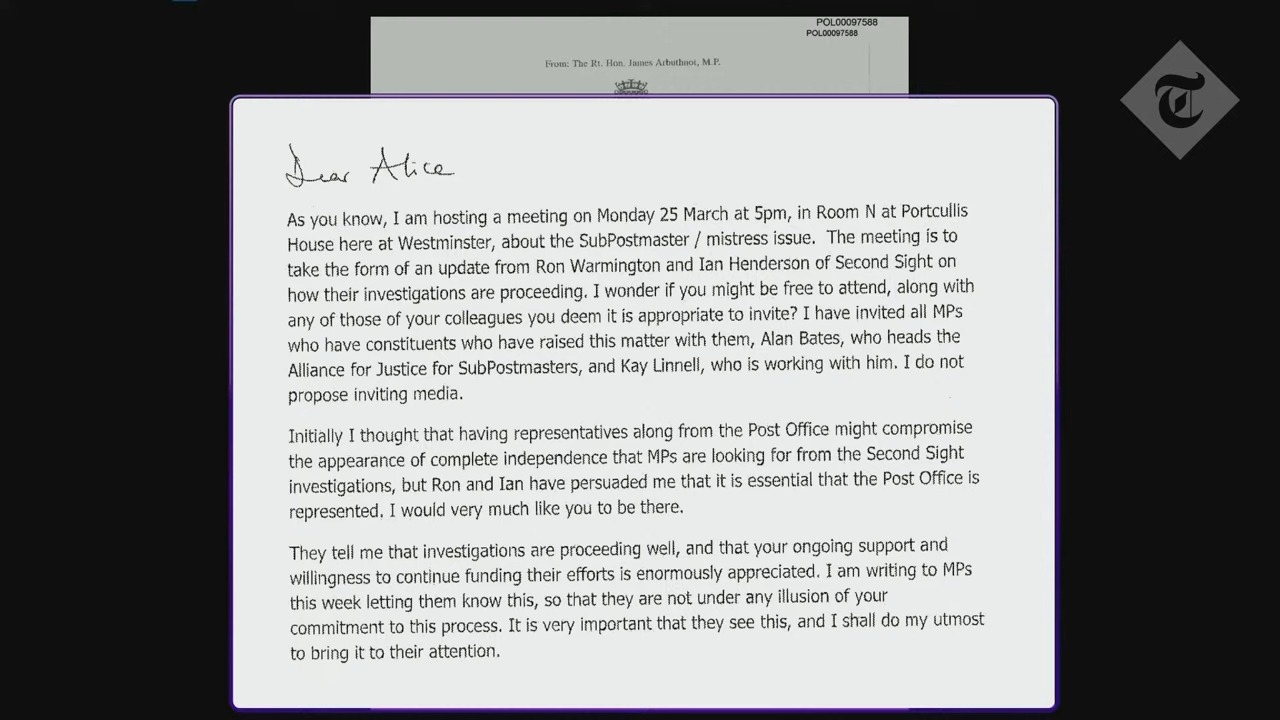 POL00097588
POL00097588
From: The Rt. Hon. James Arbuthnot, M.P.
T
Dear Alice
As you know, I am hosting a meeting on Monday 25 March at 5pm, in Room N at Portcullis
House here at Westminster, about the SubPostmaster / mistress issue.  The meeting is to
take the form of an update from Ron Warmington and Ian Henderson of Second Sight on
how their investigations are proceeding. I wonder if you might be free to attend, along with
any of those of your colleagues you deem it is appropriate to invite? I have invited all MPs
who have constituents who have raised this matter with them, Alan Bates, who heads the
Alliance for Justice for SubPostmasters, and Kay Linnell, who is working with him. I do not
propose inviting media.
Initially I thought that having representatives along from the Post Office might compromise
the appearance of complete independence that MPs are looking for from the Second Sight
investigations, but Ron and Ian have persuaded me that it is essential that the Post Office is
represented. I would very much like you to be there.
They tell me that investigations are proceeding well, and that your ongoing support and
willingness to continue funding their efforts is enormously appreciated. I am writing to MPs
this week letting them know this, so that they are not under any illusion of your
commitment to this process. It is very important that they see this, and I shall do my utmost
to bring it to their attention.